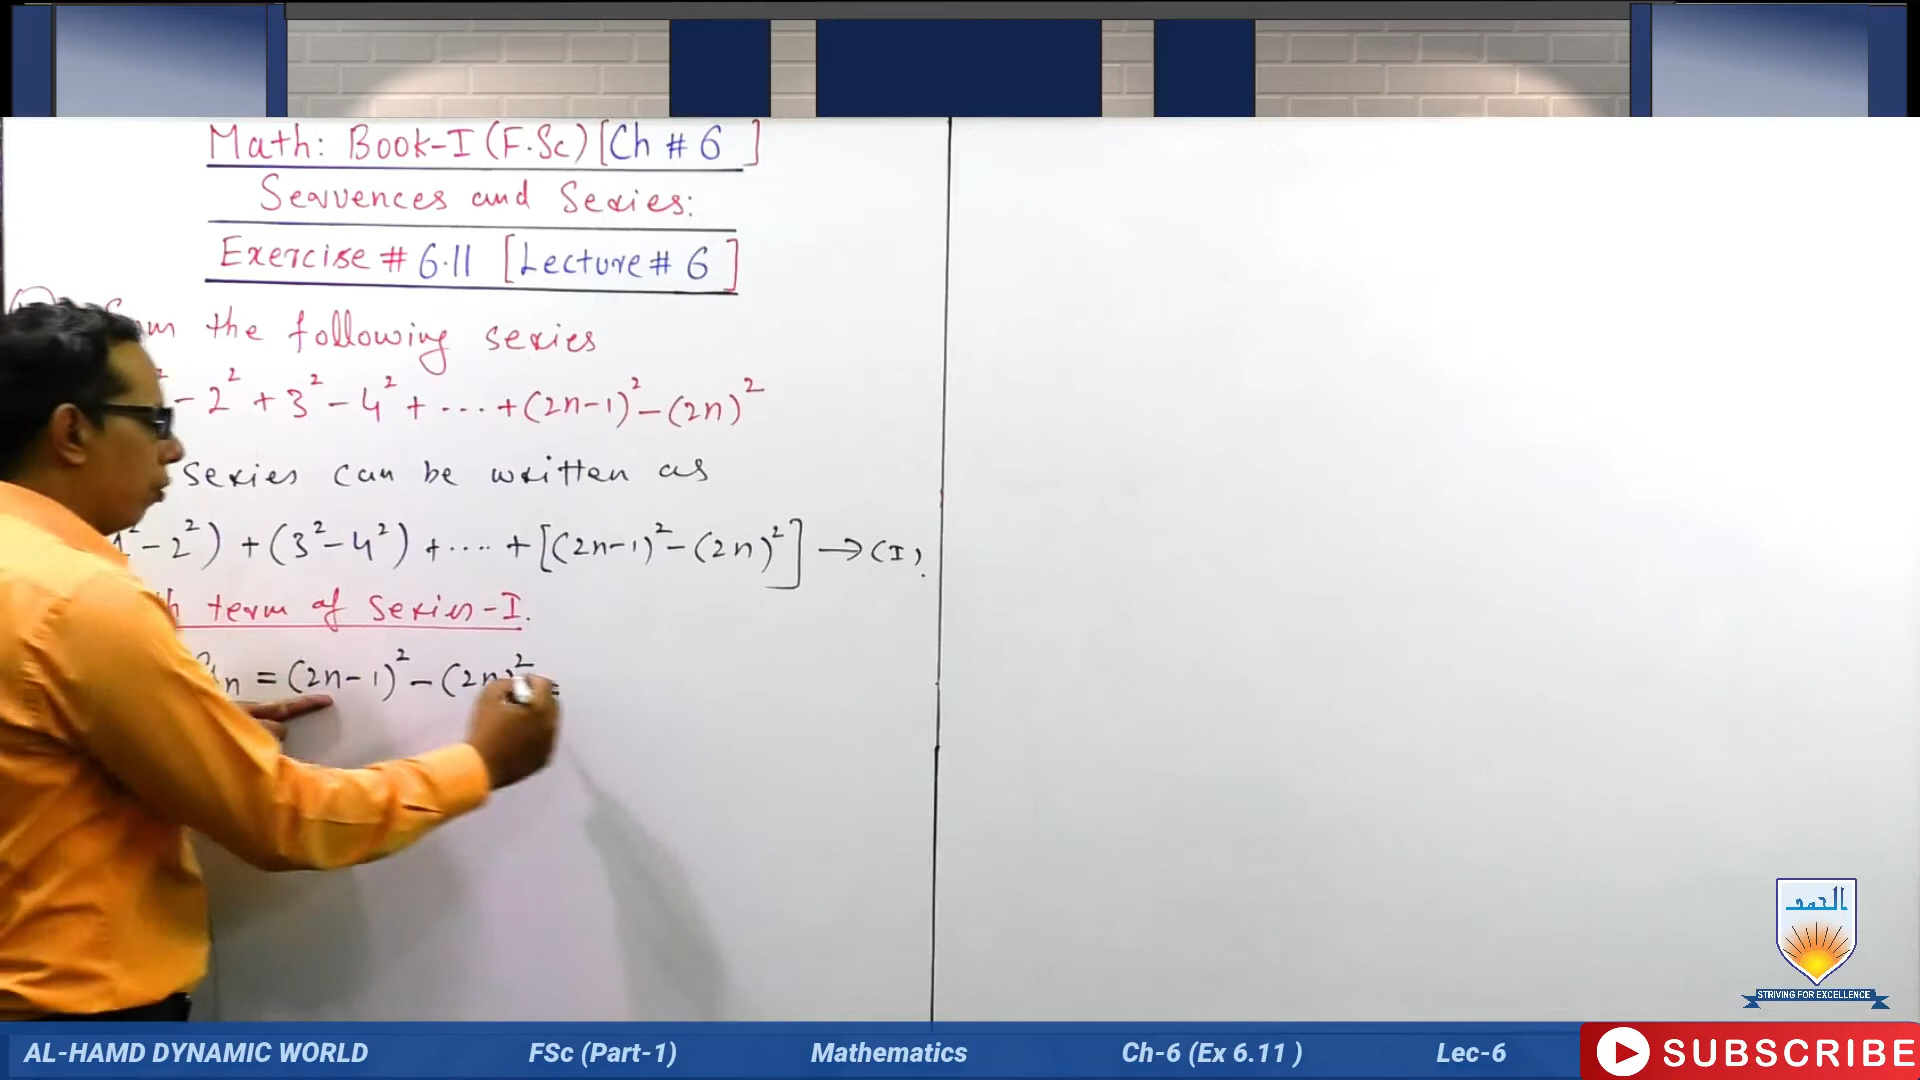 Math: Book-I (F.Sc) [Ch # 6 ]
Sequences and Series:
Exercise # 6.11 [Lecture # 6 ]
the following series
- 2² + 3² - 4² + ... + (2n-1)² - (2n)²
series can be written as
- 2²) + (3² - 4²) + .... + [(2n-1)² - (2n)²] → (I).
term of Series-I.
n = (2n-1)² - (2n)² =
الحمد
STRIVING FOR EXCELLENCE
AL-HAMD DYNAMIC WORLD FSc (Part-1) Mathematics Ch-6 (Ex 6.11 ) Lec-6 SUBSCRIBE